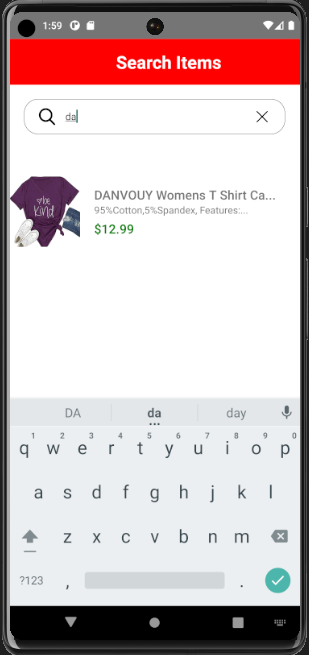 1:59
Search Items
da
be
kind
DANVOUY Womens T Shirt Ca...
95%Cotton,5%Spandex, Features:...
$12.99
DA da day
1 2 3 4 5 6 7 8 9 0
q w e r t y u i o p
a s d f g h j k l
z x c v b n m
?123 , .